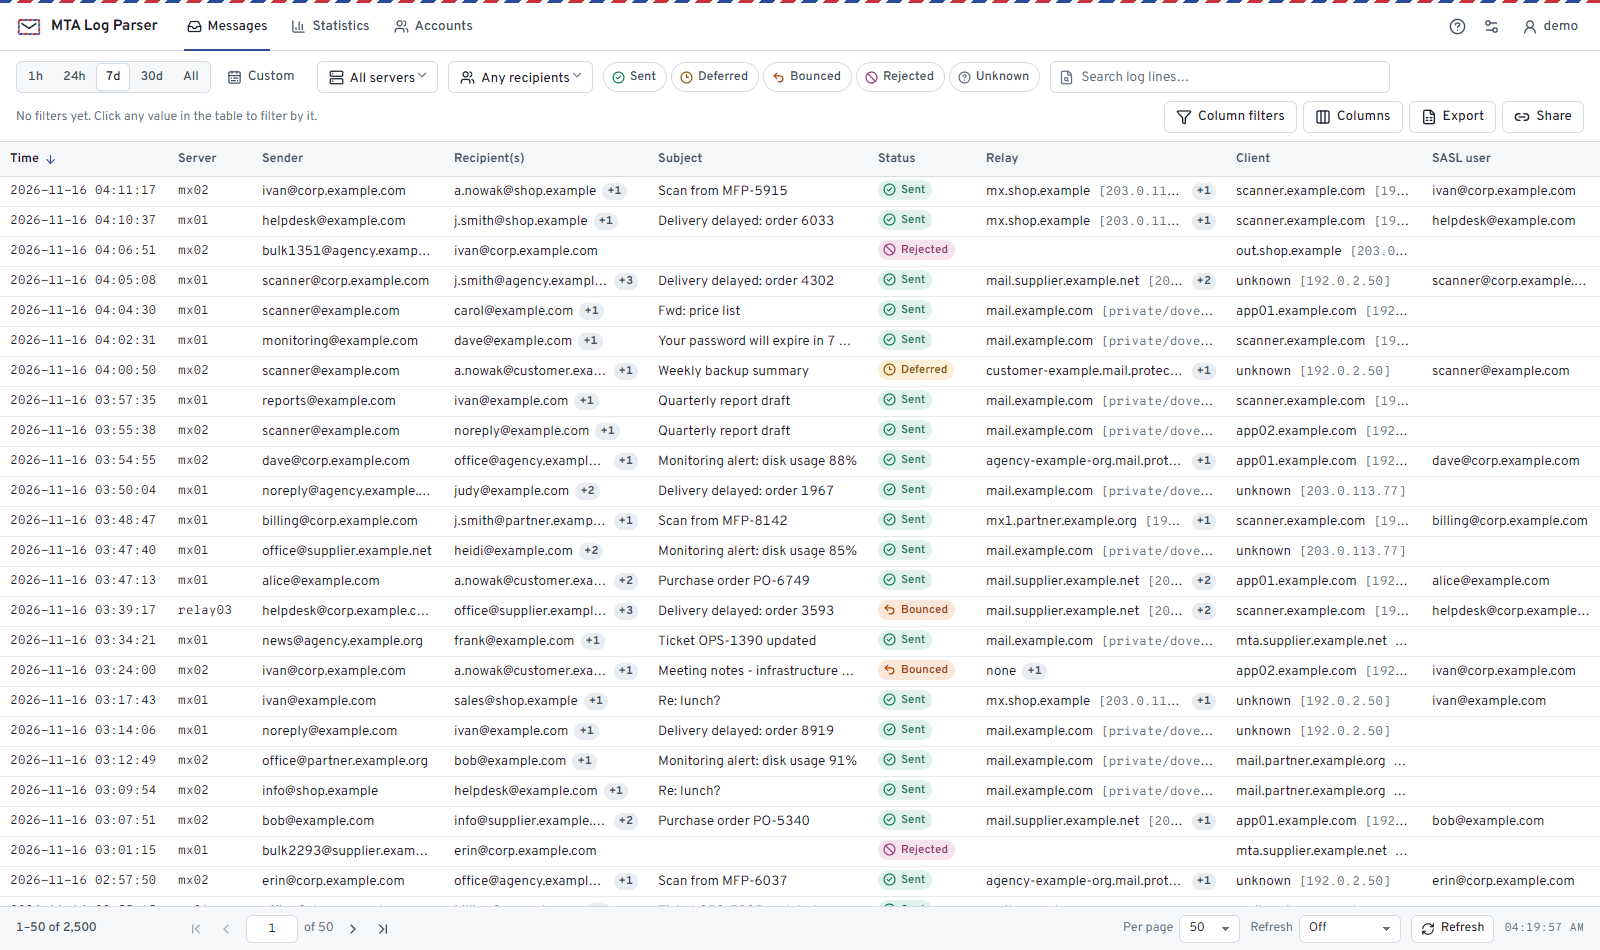 MTA Log Parser Messages Statistics Accounts demo
1h 24h 7d 30d All Custom All servers Any recipients Sent Deferred Bounced Rejected Unknown Search log lines...
No filters yet. Click any value in the table to filter by it. Column filters Columns Export Share
Time Server Sender Recipient(s) Subject Status Relay Client SASL user
2026-11-16 04:11:17 mx02 ivan@corp.example.com a.nowak@shop.example +1 Scan from MFP-5915 Sent mx.shop.example [203.0.11... +1 scanner.example.com [19... ivan@corp.example.com
2026-11-16 04:10:37 mx01 helpdesk@example.com j.smith@shop.example +1 Delivery delayed: order 6033 Sent mx.shop.example [203.0.11... +1 scanner.example.com [19... helpdesk@example.com
2026-11-16 04:06:51 mx02 bulk1351@agency.examp... ivan@corp.example.com Rejected out.shop.example [203.0...
2026-11-16 04:05:08 mx01 scanner@corp.example.com j.smith@agency.exampl... +3 Delivery delayed: order 4302 Sent mail.supplier.example.net [20... +2 unknown [192.0.2.50] scanner@corp.example....
2026-11-16 04:04:30 mx01 scanner@example.com carol@example.com +1 Fwd: price list Sent mail.example.com [private/dove... app01.example.com [192...
2026-11-16 04:02:31 mx01 monitoring@example.com dave@example.com +1 Your password will expire in 7 ... Sent mail.example.com [private/dove... scanner.example.com [19...
2026-11-16 04:00:50 mx02 scanner@example.com a.nowak@customer.exa... +1 Weekly backup summary Deferred customer-example.mail.protec... +1 unknown [192.0.2.50] scanner@example.com
2026-11-16 03:57:35 mx01 reports@example.com ivan@example.com +1 Quarterly report draft Sent mail.example.com [private/dove... scanner.example.com [19...
2026-11-16 03:55:38 mx02 scanner@example.com noreply@example.com +1 Quarterly report draft Sent mail.example.com [private/dove... app02.example.com [192...
2026-11-16 03:54:55 mx02 dave@corp.example.com office@agency.exampl... +1 Monitoring alert: disk usage 88% Sent agency-example-org.mail.prot... +1 app01.example.com [192... dave@corp.example.com
2026-11-16 03:50:04 mx01 noreply@agency.example.... judy@example.com +2 Delivery delayed: order 1967 Sent mail.example.com [private/dove... unknown [203.0.113.77]
2026-11-16 03:48:47 mx01 billing@corp.example.com j.smith@partner.examp... +1 Scan from MFP-8142 Sent mx1.partner.example.org [19... +1 scanner.example.com [19... billing@corp.example.com
2026-11-16 03:47:40 mx01 office@supplier.example.net heidi@example.com +2 Monitoring alert: disk usage 85% Sent mail.example.com [private/dove... unknown [203.0.113.77]
2026-11-16 03:47:13 mx01 alice@example.com a.nowak@customer.exa... +2 Purchase order PO-6749 Sent mail.supplier.example.net [20... +2 app01.example.com [192... alice@example.com
2026-11-16 03:39:17 relay03 helpdesk@corp.example.c... office@supplier.exampl... +3 Delivery delayed: order 3593 Bounced mail.supplier.example.net [20... +2 scanner.example.com [19... helpdesk@corp.example...
2026-11-16 03:34:21 mx01 news@agency.example.org frank@example.com +1 Ticket OPS-1390 updated Sent mail.example.com [private/dove... mta.supplier.example.net ...
2026-11-16 03:24:00 mx02 ivan@corp.example.com a.nowak@customer.exa... +1 Meeting notes - infrastructure ... Bounced none +1 app02.example.com [192... ivan@corp.example.com
2026-11-16 03:17:43 mx01 ivan@example.com sales@shop.example +1 Re: lunch? Sent mx.shop.example [203.0.11... +1 unknown [192.0.2.50] ivan@example.com
2026-11-16 03:14:06 mx01 noreply@example.com ivan@example.com +1 Delivery delayed: order 8919 Sent mail.example.com [private/dove... unknown [192.0.2.50]
2026-11-16 03:12:49 mx02 office@partner.example.org bob@example.com +1 Monitoring alert: disk usage 91% Sent mail.example.com [private/dove... mail.partner.example.org ...
2026-11-16 03:09:54 mx02 info@shop.example helpdesk@example.com +1 Re: lunch? Sent mail.example.com [private/dove... mail.partner.example.org ...
2026-11-16 03:07:51 mx02 bob@example.com info@supplier.example.... +2 Purchase order PO-5340 Sent mail.supplier.example.net [20... +1 app01.example.com [192... bob@example.com
2026-11-16 03:01:15 mx01 bulk2293@supplier.exam... erin@corp.example.com Rejected mta.supplier.example.net ...
2026-11-16 02:57:50 mx02 erin@corp.example.com office@agency.exampl... +1 Scan from MFP-6037 Sent agency-example-org.mail.prot... +1 unknown [192.0.2.50] erin@corp.example.com
1-50 of 2,500 1 of 50 Per page 50 Refresh Off Refresh 04:19:57 AM